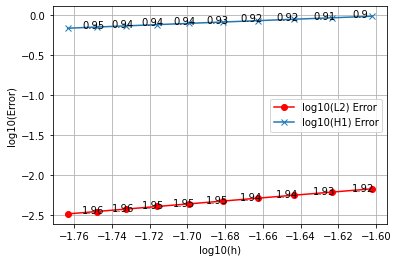 0.0
0.95 0.94 0.94 0.94 0.93 0.92 0.92 0.91 0.9
−0.5
−1.0
log10(L2) Error
log10(H1) Error
log10(Error)
−1.5
−2.0
1.96 1.96 1.95 1.95 1.95 1.94 1.94 1.93 1.92
−2.5
−1.76 −1.74 −1.72 −1.70 −1.68 −1.66 −1.64 −1.62 −1.60
log10(h)